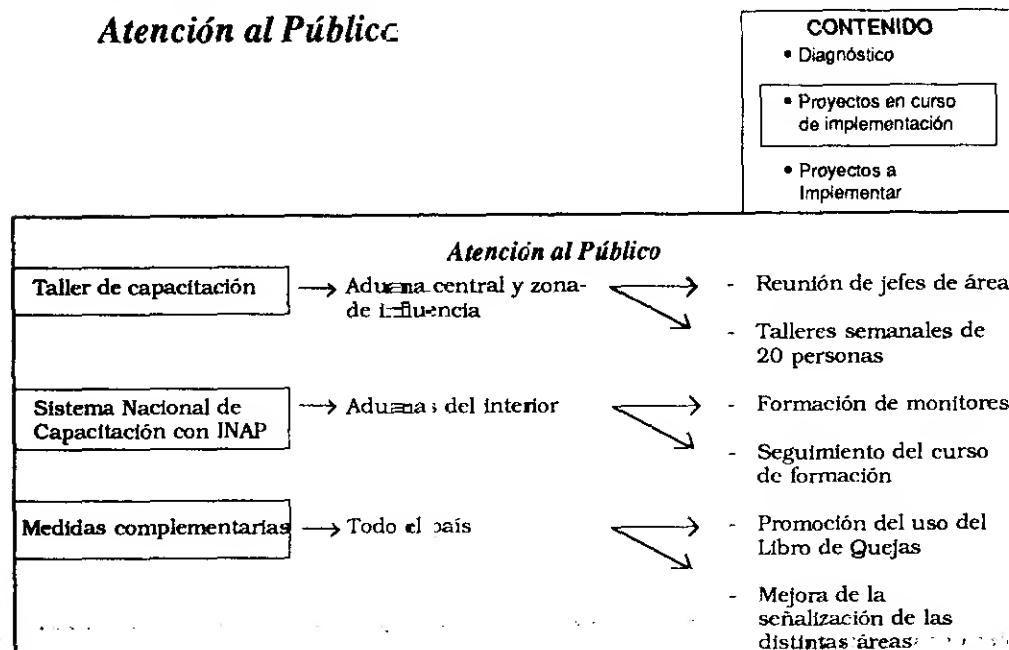 Atención al Público
CONTENIDO
• Diagnóstico
• Proyectos en curso
de implementación
• Proyectos a
Implementar
Atención al Público
Taller de capacitación
Aduana central y zona
de influencia
- Reunión de jefes de área
- Talleres semanales de
20 personas
Sistema Nacional de
Capacitación con INAP
Aduanas del interior
- Formación de monitores
- Seguimiento del curso
de formación
Medidas complementarias
Todo el país
- Promoción del uso del
Libro de Quejas
- Mejora de la
señalización de las
distintas áreas